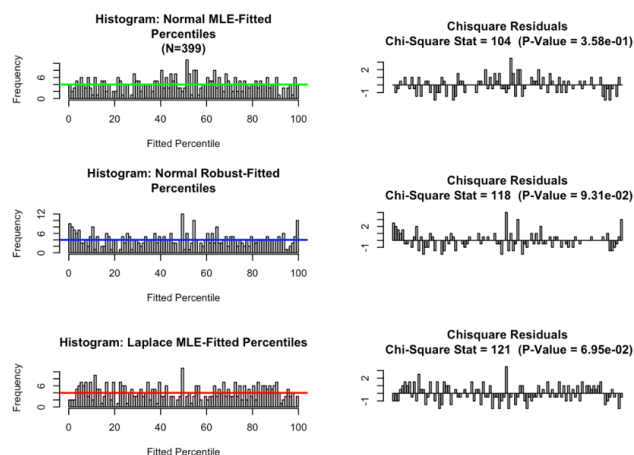 Histogram: Normal MLE-Fitted
Percentiles
(N=399)
Frequency
0
6
0
20
40
60
80
100
Fitted Percentile
Chisquare Residuals
Chi-Square Stat = 104 (P-Value = 3.58e-01)
-1
2
Histogram: Normal Robust-Fitted
Percentiles
Frequency
0
6
12
0
20
40
60
80
100
Fitted Percentile
Chisquare Residuals
Chi-Square Stat = 118 (P-Value = 9.31e-02)
-1
2
Histogram: Laplace MLE-Fitted Percentiles
Frequency
0
6
0
20
40
60
80
100
Fitted Percentile
Chisquare Residuals
Chi-Square Stat = 121 (P-Value = 6.95e-02)
-1
2